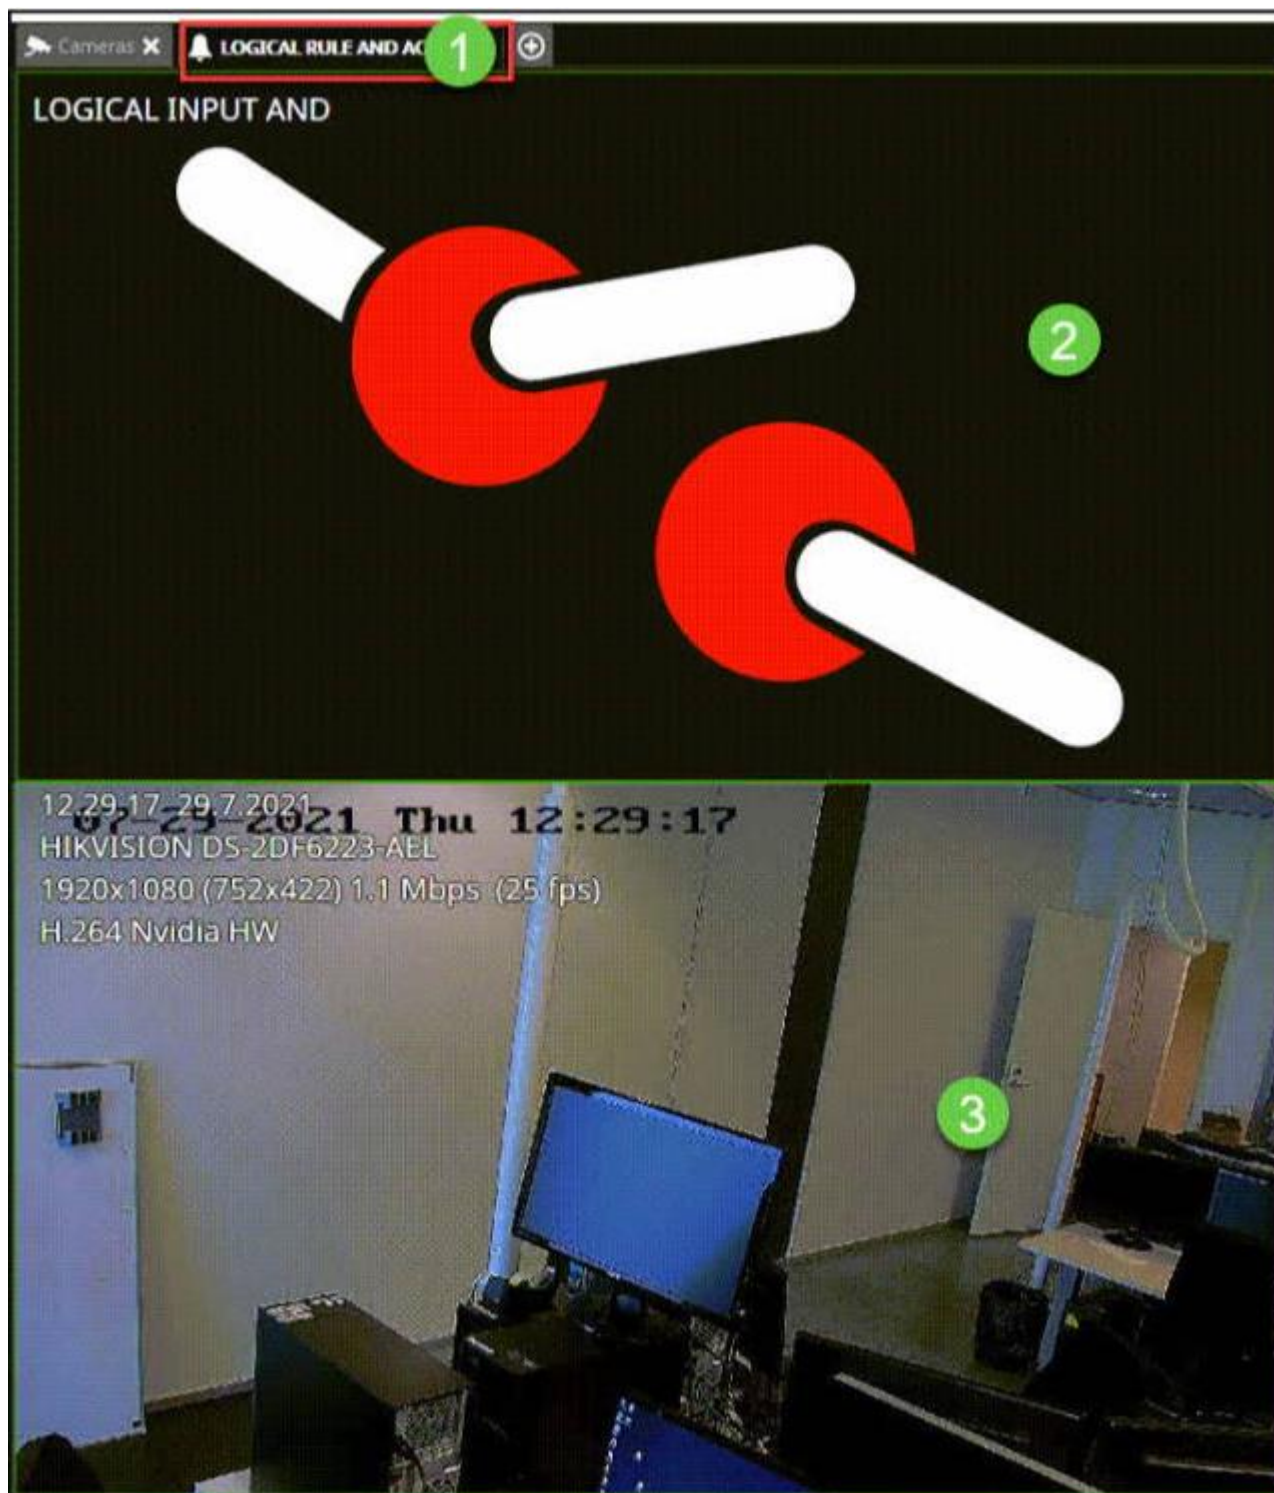 Cameras
LOGICAL RULE AND
1
LOGICAL INPUT AND
2
12.29.17 29.7.2021
07-29-2021 Thu 12:29:17
HIKVISION DS-2DF6223-AEL
1920x1080 (752x422) 1.1 Mbps (25 fps)
H.264 Nvidia HW
3